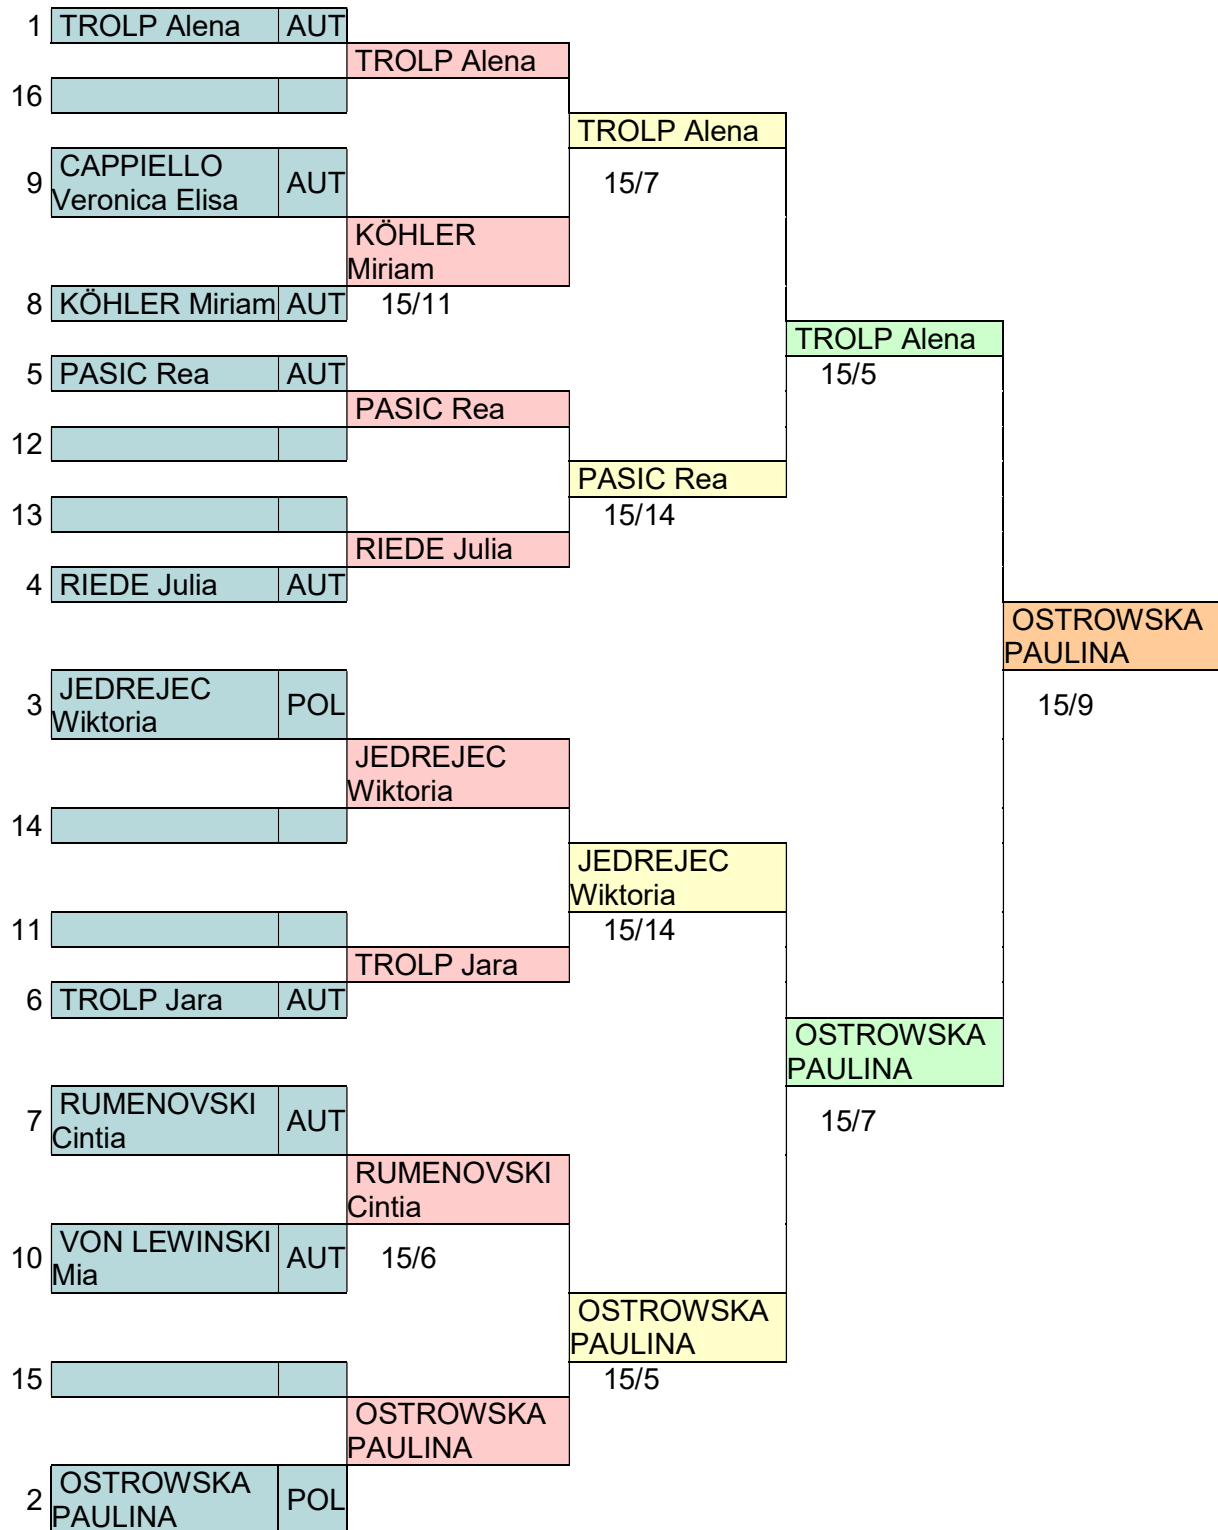 1 TROLP Alena AUT
TROLP Alena
16
TROLP Alena
9 CAPPIELLO Veronica Elisa AUT
15/7
KÖHLER
Miriam
8 KÖHLER Miriam AUT 15/11
TROLP Alena
5 PASIC Rea AUT
15/5
PASIC Rea
12
PASIC Rea
13
15/14
RIEDE Julia
4 RIEDE Julia AUT
OSTROWSKA
PAULINA
3 JEDREJEC Wiktoria POL
15/9
JEDREJEC
Wiktoria
14
JEDREJEC
Wiktoria
11
15/14
TROLP Jara
6 TROLP Jara AUT
OSTROWSKA
PAULINA
7 RUMENOVSKI Cintia AUT
15/7
RUMENOVSKI
Cintia
10 VON LEWINSKI Mia AUT 15/6
OSTROWSKA
PAULINA
15
15/5
OSTROWSKA
PAULINA
2 OSTROWSKA PAULINA POL